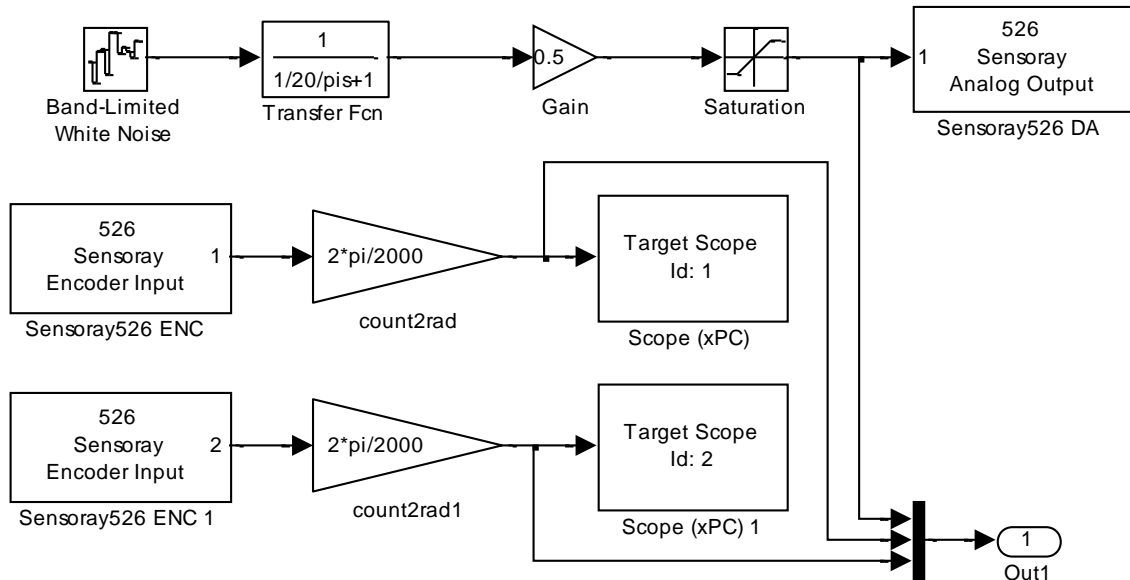 1
1/20/pis+1
Band-Limited
White Noise
Transfer Fcn
0.5
Gain
Saturation
1
526
Sensoray
Analog Output
Sensoray526 DA
526
Sensoray
Encoder Input
1
Sensoray526 ENC
2*pi/2000
count2rad
Target Scope
Id: 1
Scope (xPC)
526
Sensoray
Encoder Input
2
Sensoray526 ENC 1
2*pi/2000
count2rad1
Target Scope
Id: 2
Scope (xPC) 1
1
Out1